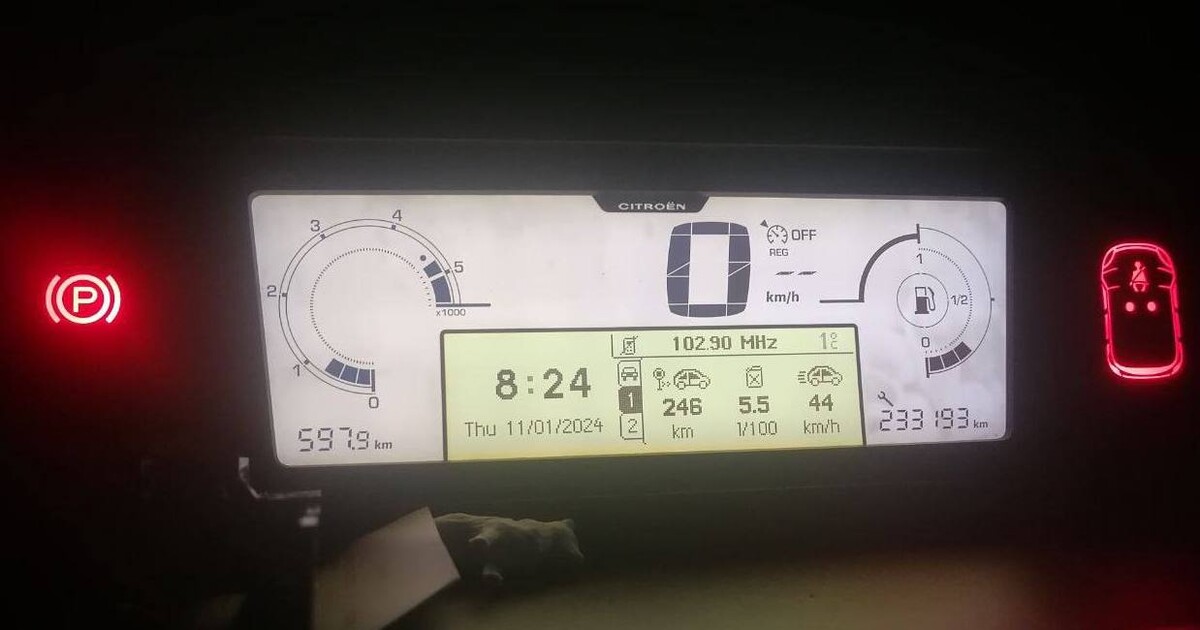 CITROËN
P
0
1
2
3
4
5
x1000
0
km/h
OFF
REG
--
1
1/2
0
597.9 km
8:24
Thu 11/01/2024
102.90 MHz
1°C
1
2
246
km
5.5
l/100
44
km/h
233193 km